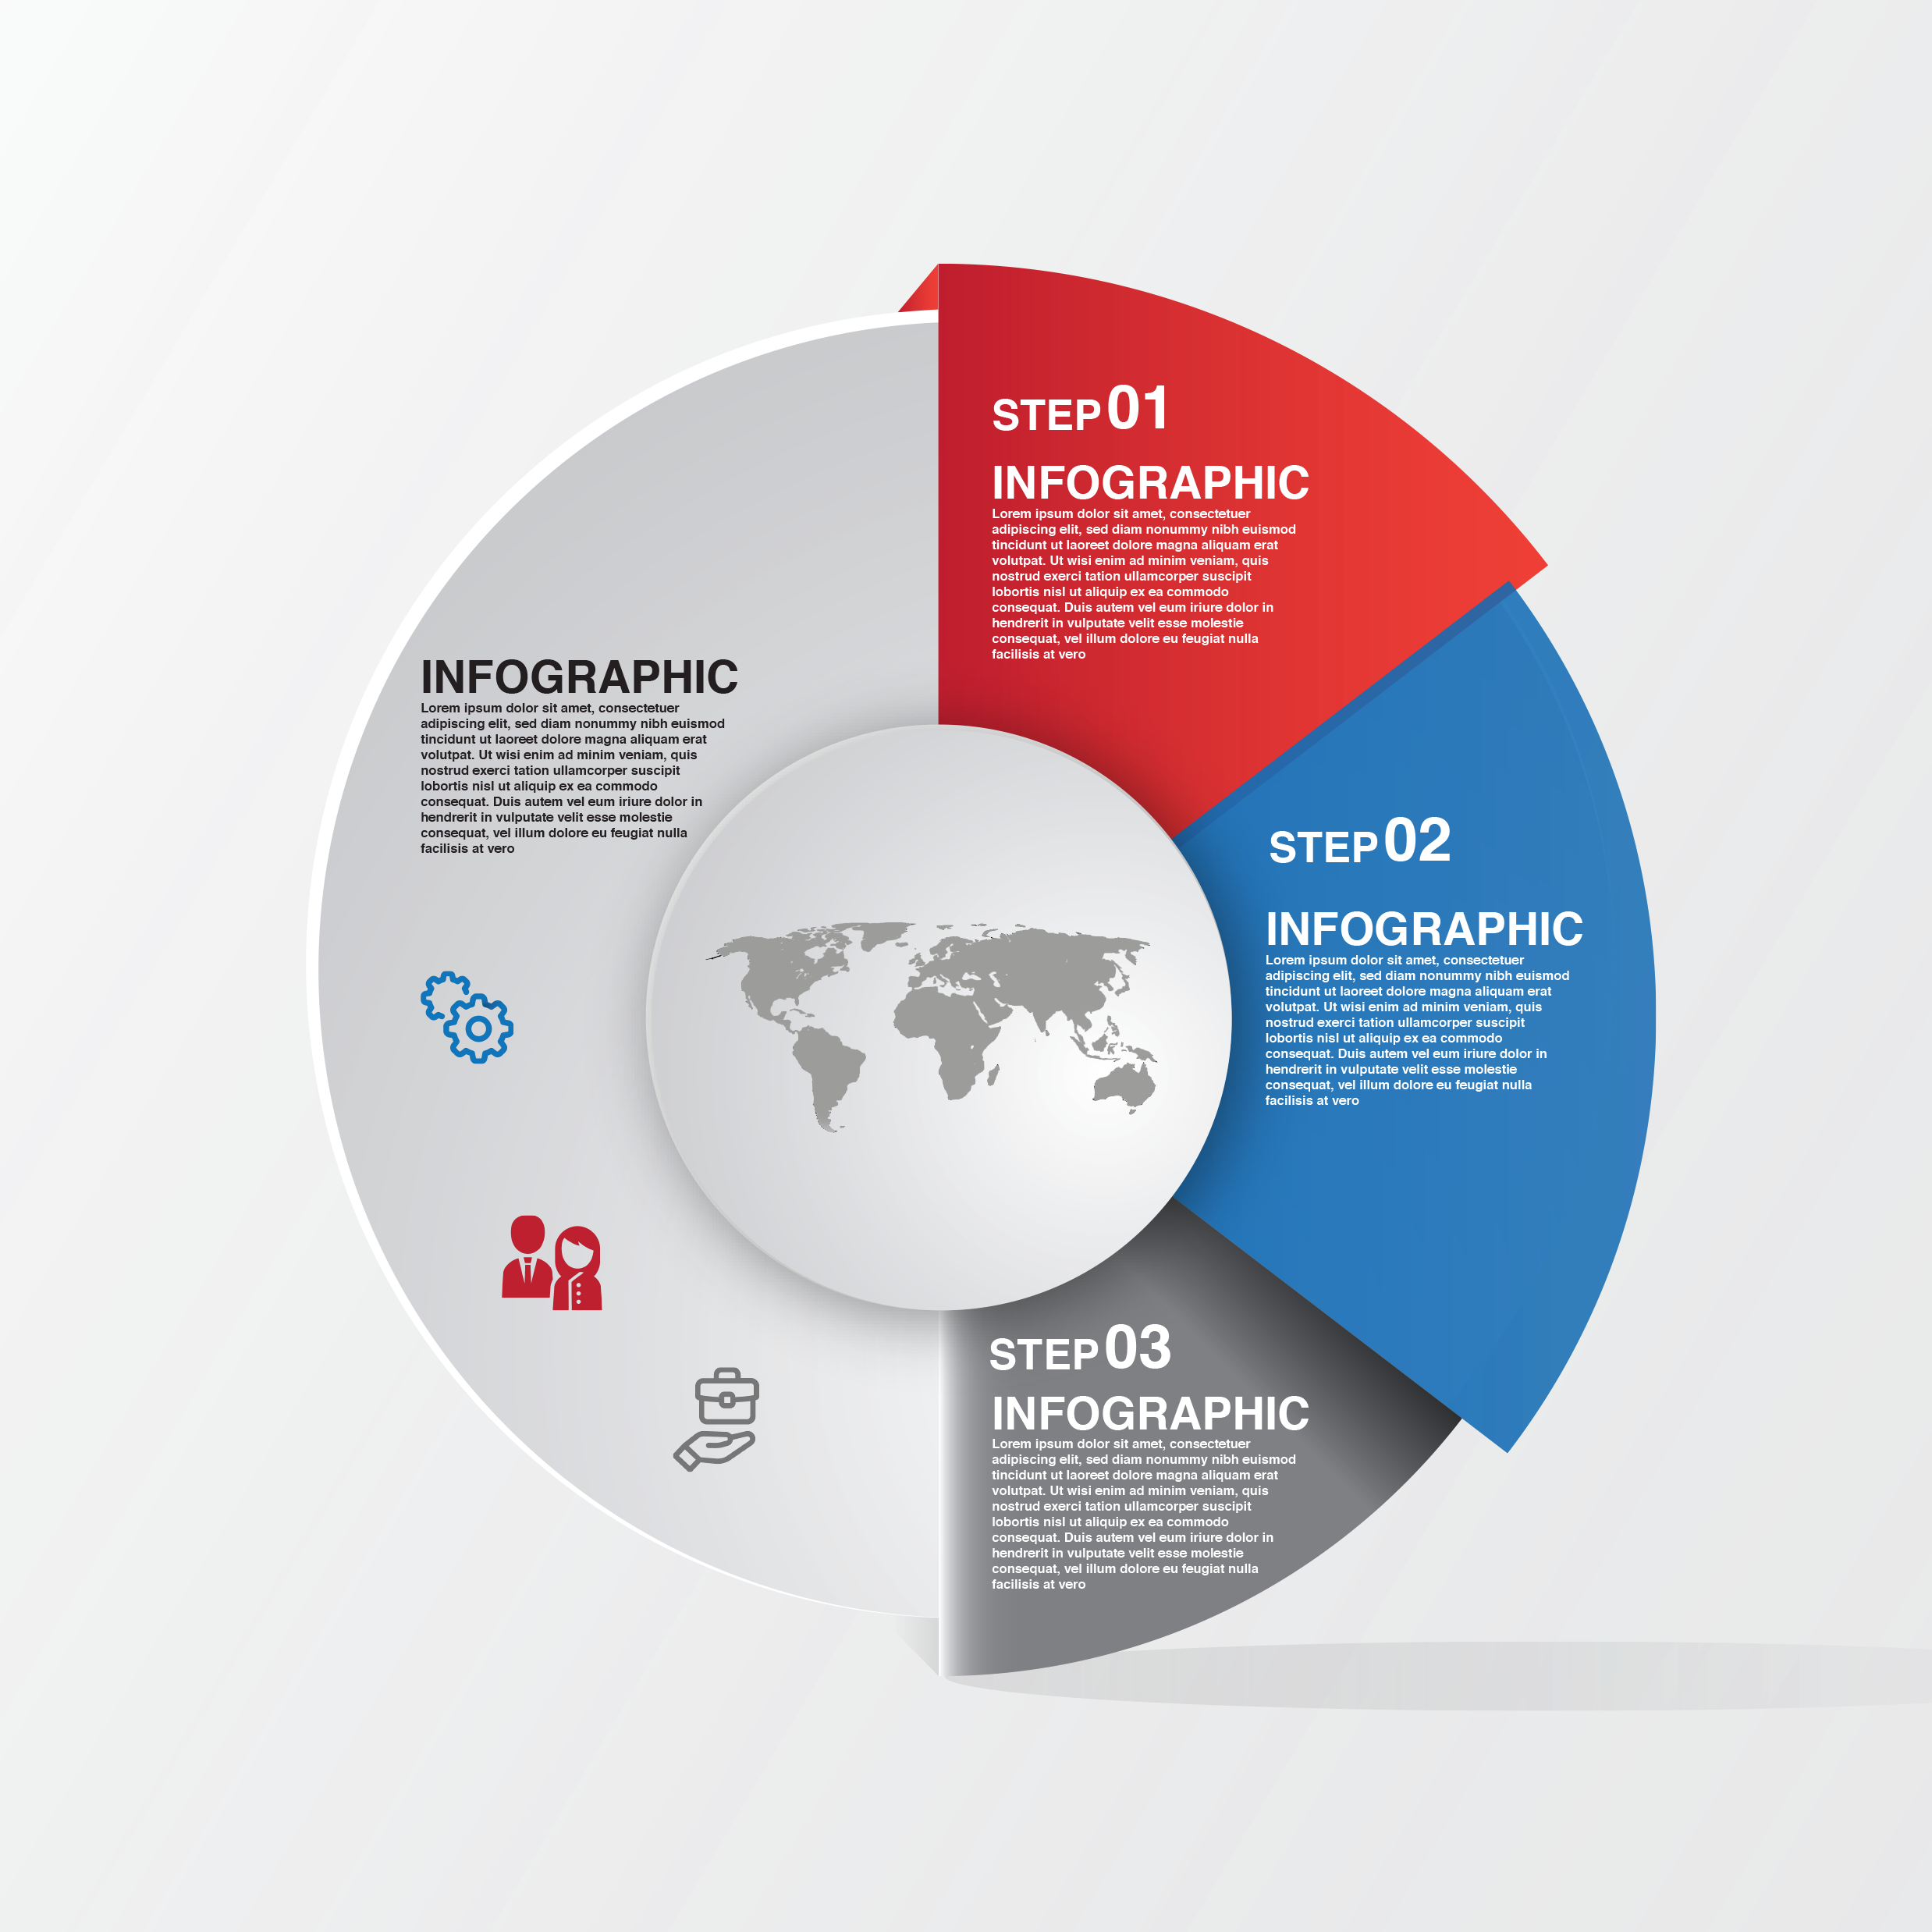 STEP 01
INFOGRAPHIC
Lorem ipsum dolor sit amet, consectetuer
adipiscing elit, sed diam nonummy nibh euismod
tincidunt ut laoreet dolore magna aliquam erat
volutpat. Ut wisi enim ad minim veniam, quis
nostrud exerci tation ullamcorper suscipit
lobortis nisl ut aliquip ex ea commodo
consequat. Duis autem vel eum iriure dolor in
hendrerit in vulputate velit esse molestie
consequat, vel illum dolore eu feugiat nulla
facilisis at vero
INFOGRAPHIC
Lorem ipsum dolor sit amet, consectetuer
adipiscing elit, sed diam nonummy nibh euismod
tincidunt ut laoreet dolore magna aliquam erat
volutpat. Ut wisi enim ad minim veniam, quis
nostrud exerci tation ullamcorper suscipit
lobortis nisl ut aliquip ex ea commodo
consequat. Duis autem vel eum iriure dolor in
hendrerit in vulputate velit esse molestie
consequat, vel illum dolore eu feugiat nulla
facilisis at vero
STEP 02
INFOGRAPHIC
Lorem ipsum dolor sit amet, consectetuer
adipiscing elit, sed diam nonummy nibh euismod
tincidunt ut laoreet dolore magna aliquam erat
volutpat. Ut wisi enim ad minim veniam, quis
nostrud exerci tation ullamcorper suscipit
lobortis nisl ut aliquip ex ea commodo
consequat. Duis autem vel eum iriure dolor in
hendrerit in vulputate velit esse molestie
consequat, vel illum dolore eu feugiat nulla
facilisis at vero
STEP 03
INFOGRAPHIC
Lorem ipsum dolor sit amet, consectetuer
adipiscing elit, sed diam nonummy nibh euismod
tincidunt ut laoreet dolore magna aliquam erat
volutpat. Ut wisi enim ad minim veniam, quis
nostrud exerci tation ullamcorper suscipit
lobortis nisl ut aliquip ex ea commodo
consequat. Duis autem vel eum iriure dolor in
hendrerit in vulputate velit esse molestie
consequat, vel illum dolore eu feugiat nulla
facilisis at vero